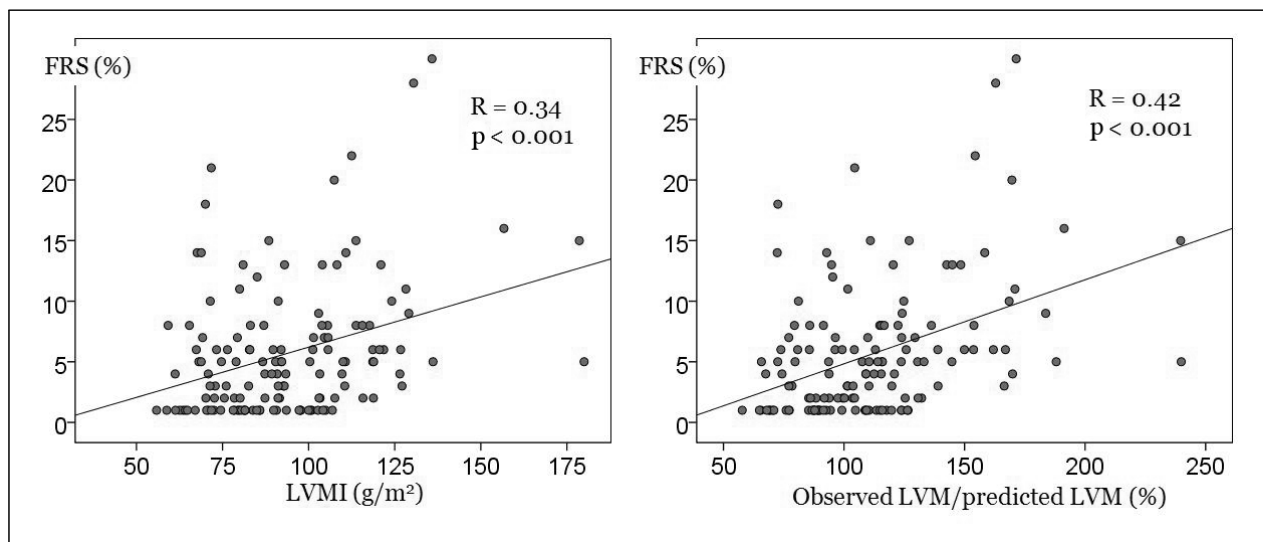 FRS (%)
R = 0.34
p < 0.001
25
20
15
10
5
0
50 75 100 125 150 175
LVMI (g/m²)
FRS (%)
R = 0.42
p < 0.001
25
20
15
10
5
0
50 100 150 200 250
Observed LVM/predicted LVM (%)